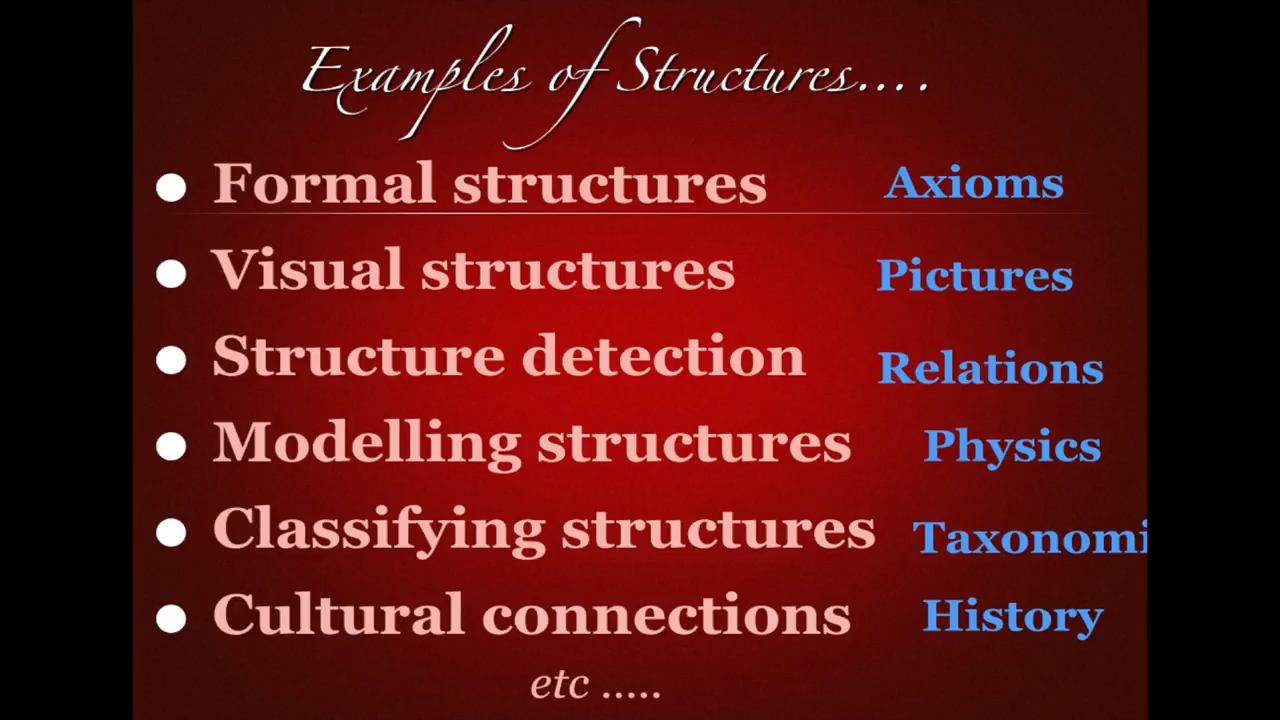 Examples of Structures....
Formal structures Axioms
Visual structures Pictures
Structure detection Relations
Modelling structures Physics
Classifying structures Taxonomi
Cultural connections History
etc .....